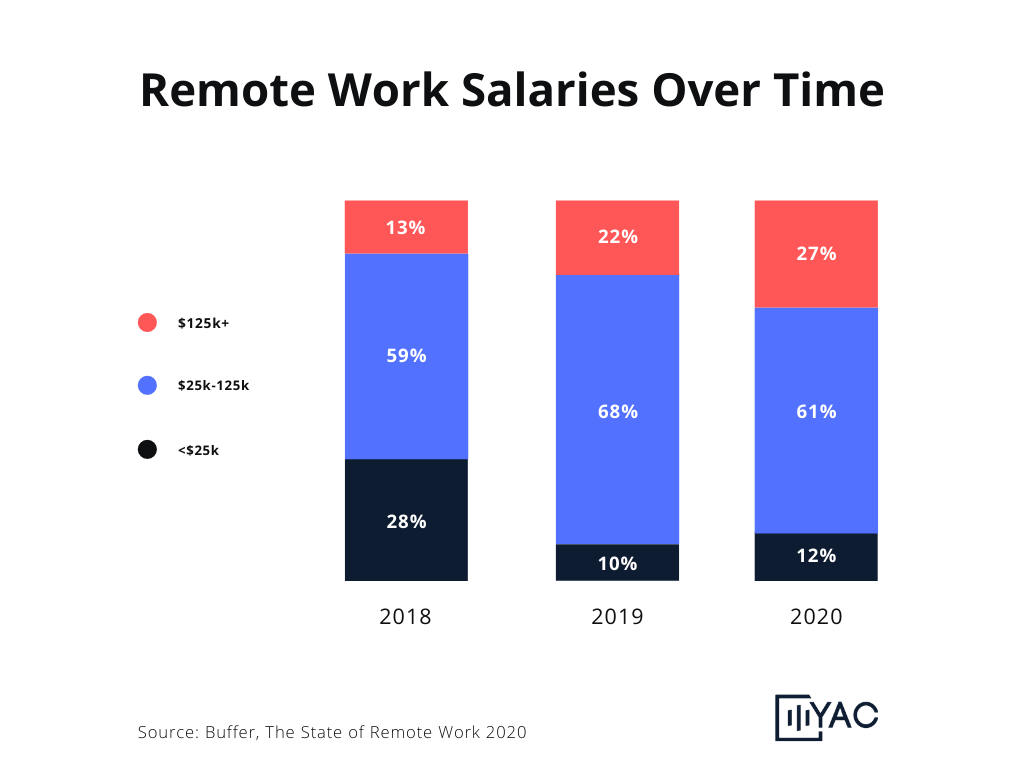 Remote Work Salaries Over Time
13%
22%
27%
$125k+
59%
$25k-125k
68%
61%
<$25k
28%
10%
12%
2018
2019
2020
Source: Buffer, The State of Remote Work 2020
YAC